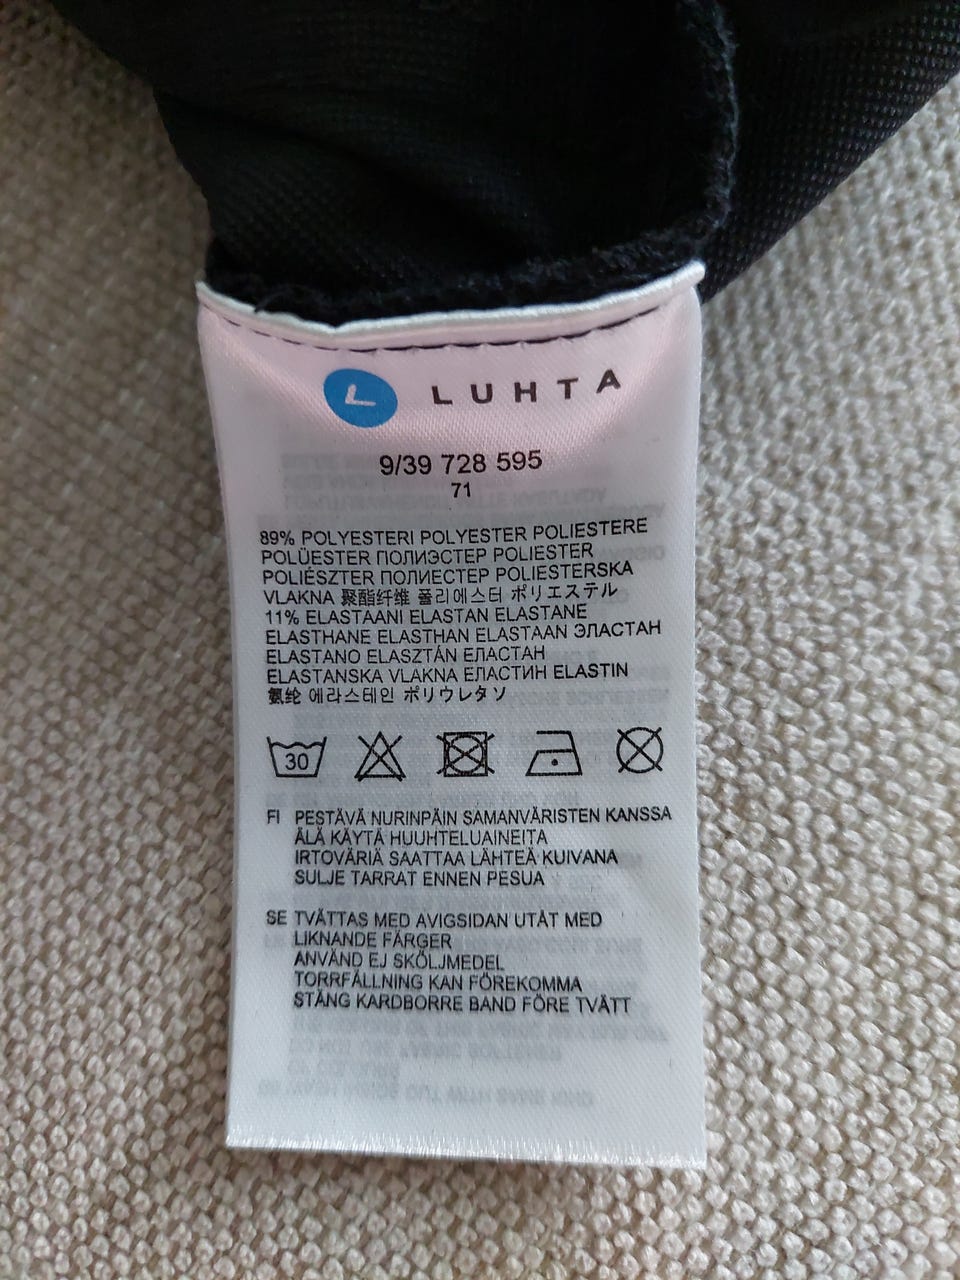 LUHTA
9/39 728 595
71
89% POLYESTERI POLYESTER POLIESTERE
POLÜESTER ПОЛИЭСТЕР POLIESTER
POLIÉSZTER ПОЛИЕСТЕР POLIESTERSKA
VLAKNA 聚酯纤维 폴리에스터 ポリエステル
11% ELASTAANI ELASTAN ELASTANE
ELASTHANE ELASTHAN ELASTAAN ЭЛАСТАН
ELASTANO ELASZTÁN ЕЛАСТАН
ELASTANSKA VLAKNA ЕЛАСТИН ELASTIN
氨纶 에라스테인 ポリウレタソ
30
FI PESTÄVÄ NURINPÄIN SAMANVÄRISTEN KANSSA
ÄLÄ KÄYTÄ HUUHTELUAINEITA
IRTOVÄRIÄ SAATTAA LÄHTEÄ KUIVANA
SULJE TARRAT ENNEN PESUA
SE TVÄTTAS MED AVIGSIDAN UTÅT MED
LIKNANDE FÄRGER
ANVÄND EJ SKÖLJMEDEL
TORRFÄLLNING KAN FÖREKOMMA
STÄNG KARDBORRE BAND FÖRE TVÄTT